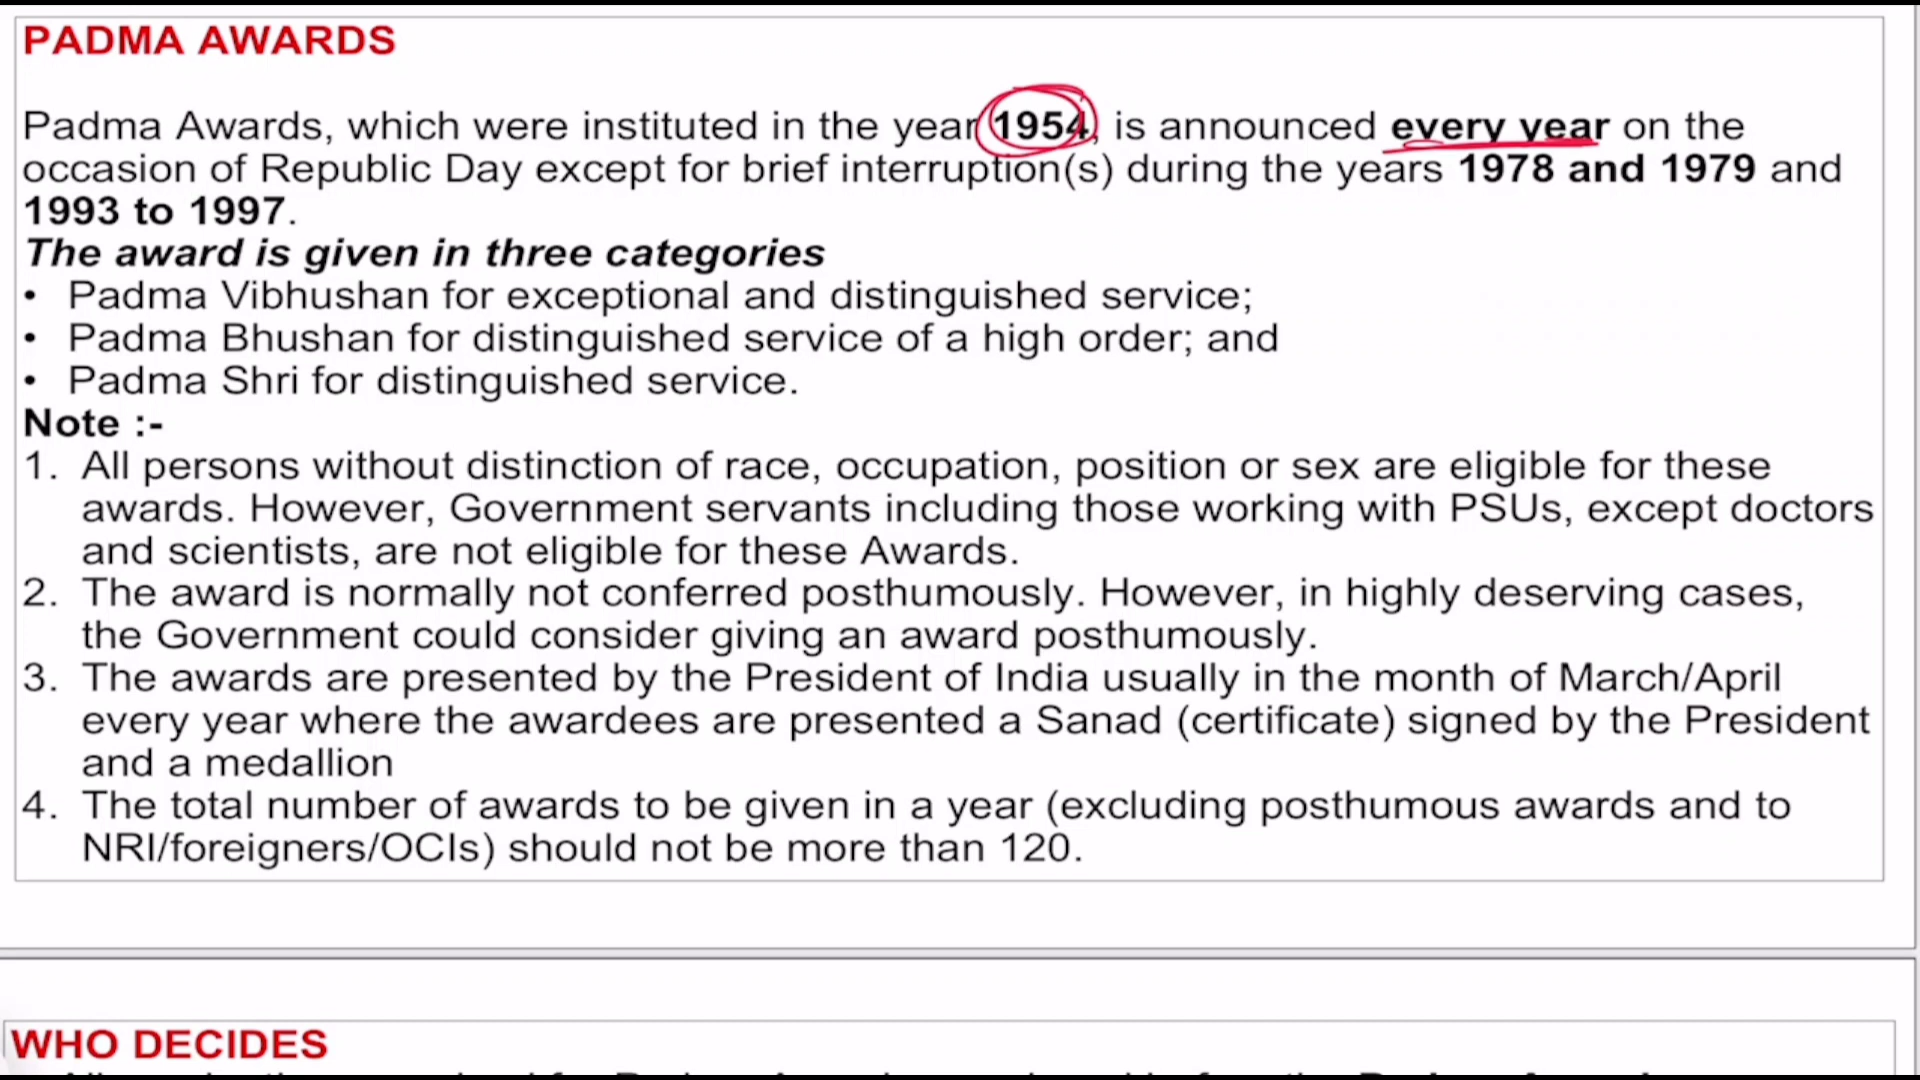 PADMA AWARDS
Padma Awards, which were instituted in the year 1954, is announced every year on the
occasion of Republic Day except for brief interruption(s) during the years 1978 and 1979 and
1993 to 1997.
The award is given in three categories
• Padma Vibhushan for exceptional and distinguished service;
• Padma Bhushan for distinguished service of a high order; and
• Padma Shri for distinguished service.
Note :-
1. All persons without distinction of race, occupation, position or sex are eligible for these
awards. However, Government servants including those working with PSUs, except doctors
and scientists, are not eligible for these Awards.
2. The award is normally not conferred posthumously. However, in highly deserving cases,
the Government could consider giving an award posthumously.
3. The awards are presented by the President of India usually in the month of March/April
every year where the awardees are presented a Sanad (certificate) signed by the President
and a medallion
4. The total number of awards to be given in a year (excluding posthumous awards and to
NRI/foreigners/OCIs) should not be more than 120.
WHO DECIDES